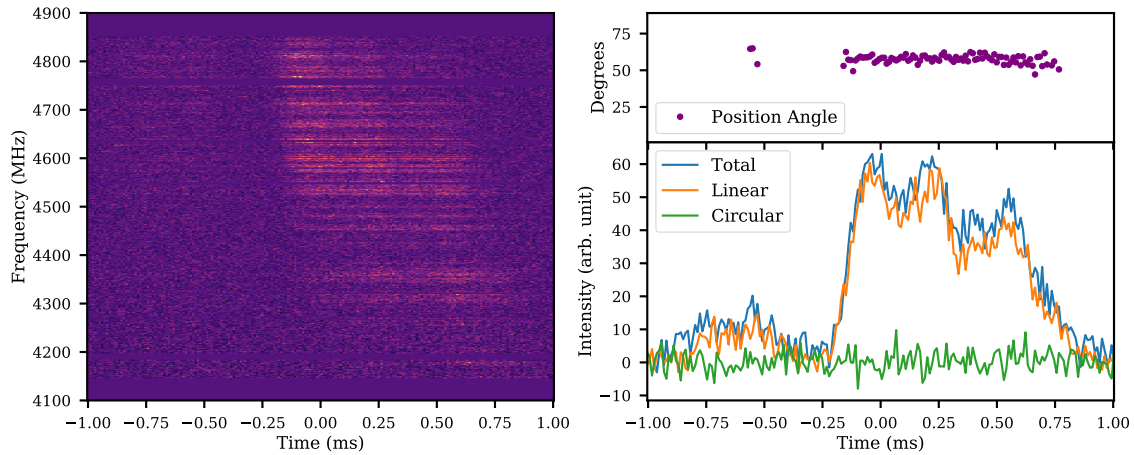 4900
4800
4700
4600
4500
4400
4300
4200
4100
Frequency (MHz)
−1.00 −0.75 −0.50 −0.25 0.00 0.25 0.50 0.75 1.00
Time (ms)
75
50
25
Degrees
Position Angle
60
50
40
30
20
10
0
−10
Intensity (arb. unit)
Total
Linear
Circular
−1.00 −0.75 −0.50 −0.25 0.00 0.25 0.50 0.75 1.00
Time (ms)